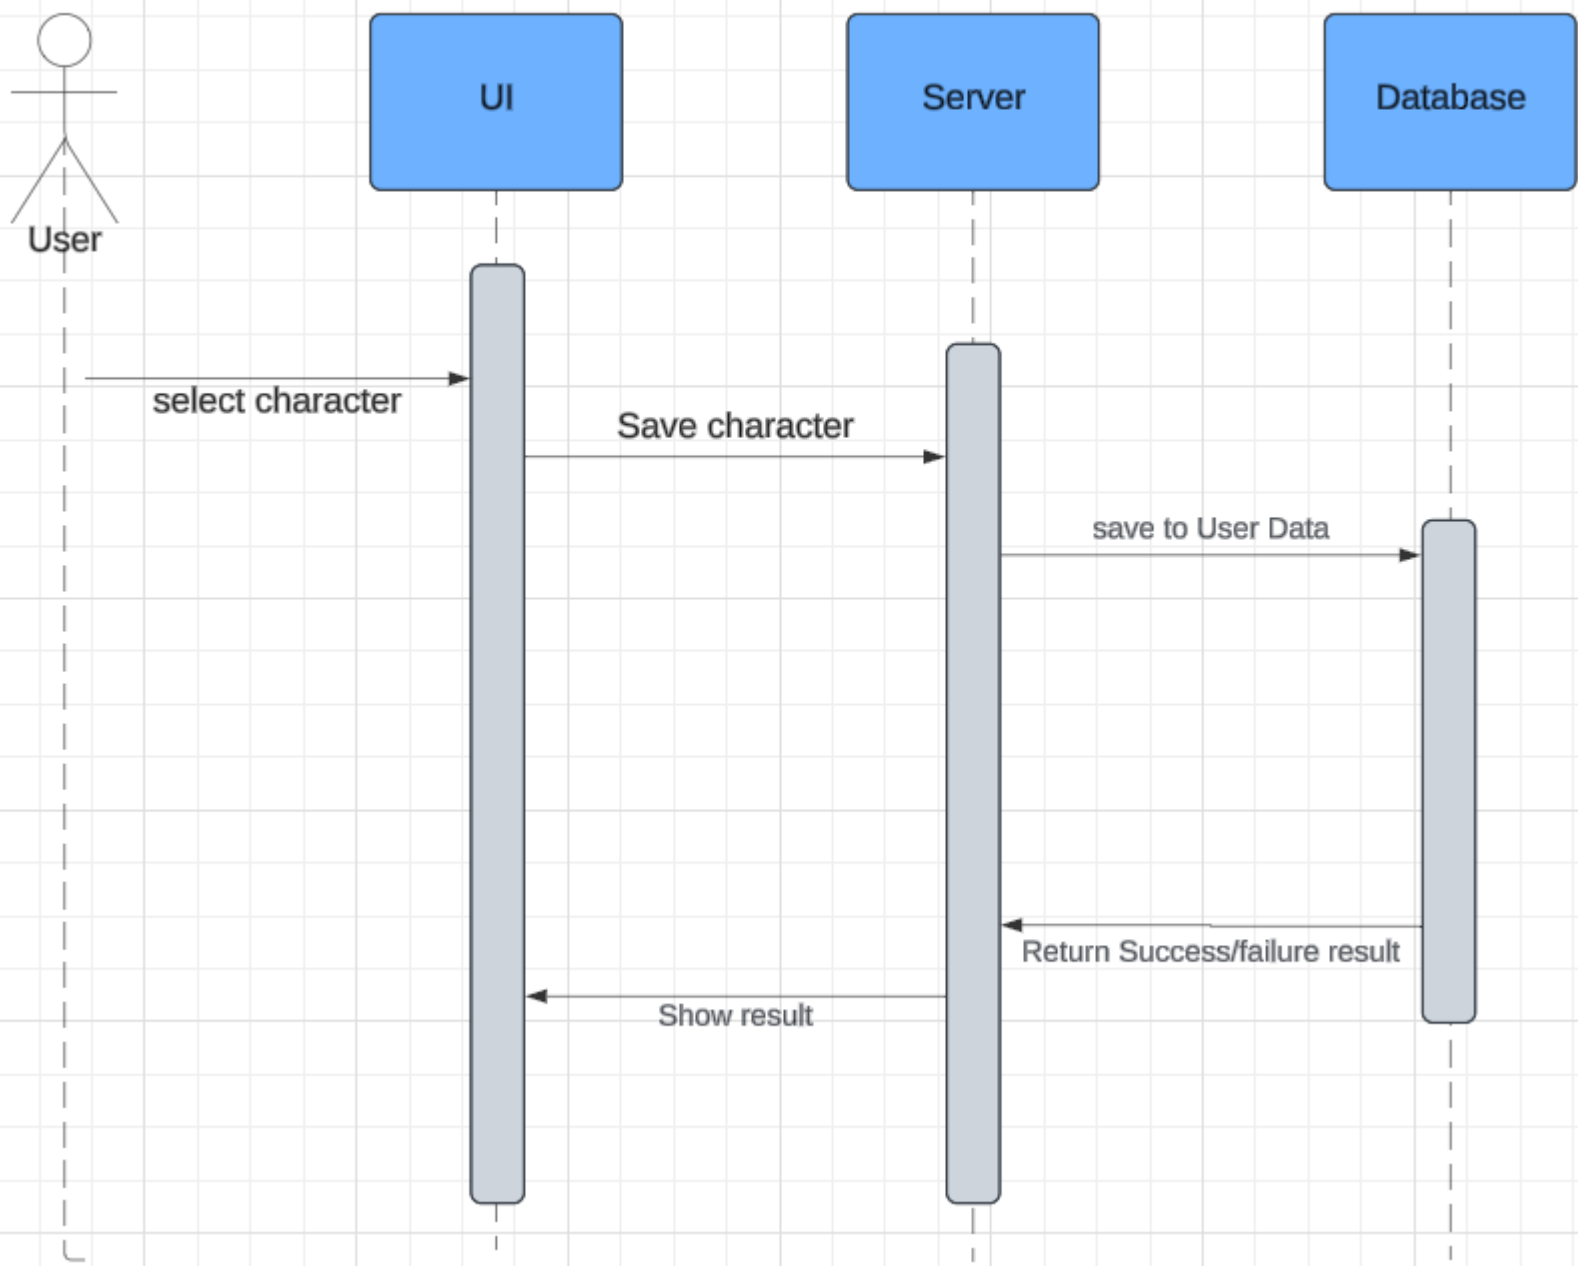 UI
Server
Database
User
select character
Save character
save to User Data
Return Success/failure result
Show result